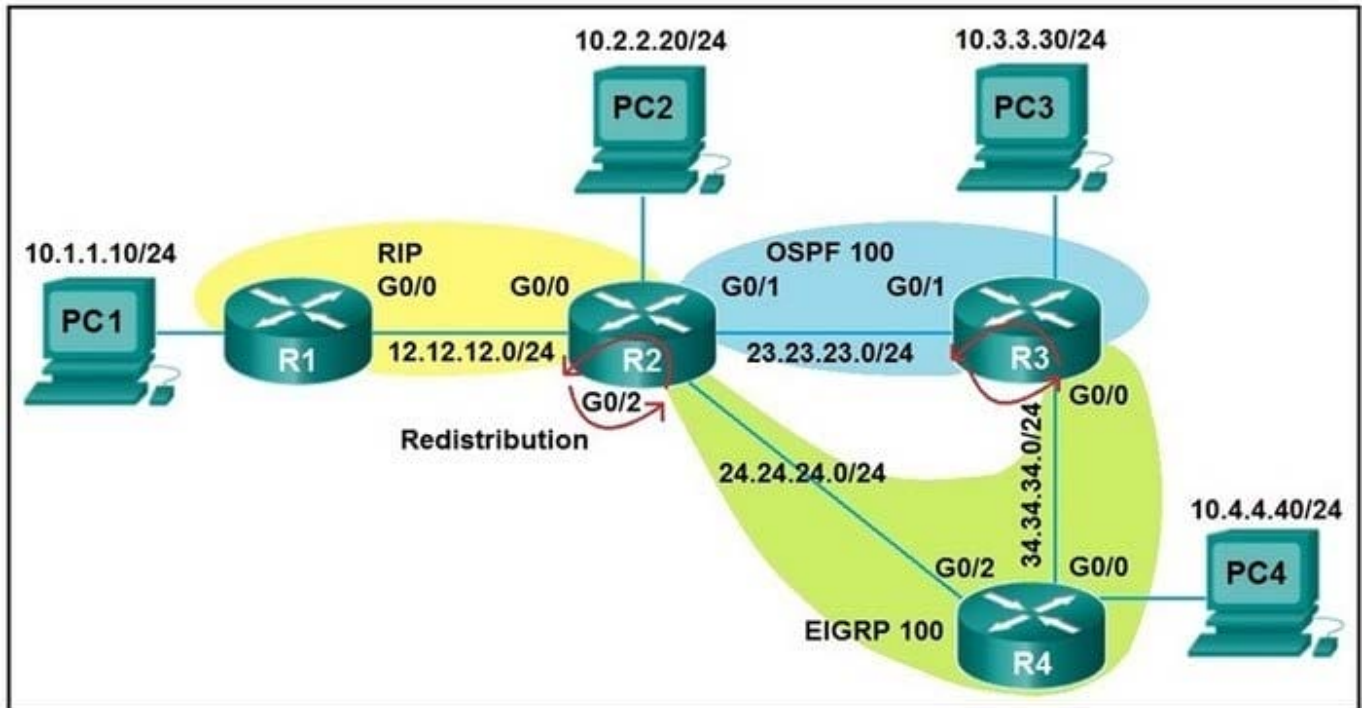 10.2.2.20/24
10.3.3.30/24
PC2
PC3
10.1.1.10/24
RIP
OSPF 100
G0/0
G0/0
G0/1
G0/1
PC1
R1
12.12.12.0/24
R2
23.23.23.0/24
R3
G0/2
G0/0
Redistribution
24.24.24.0/24
34.34.34.0/24
10.4.4.40/24
G0/2
G0/0
PC4
EIGRP 100
R4